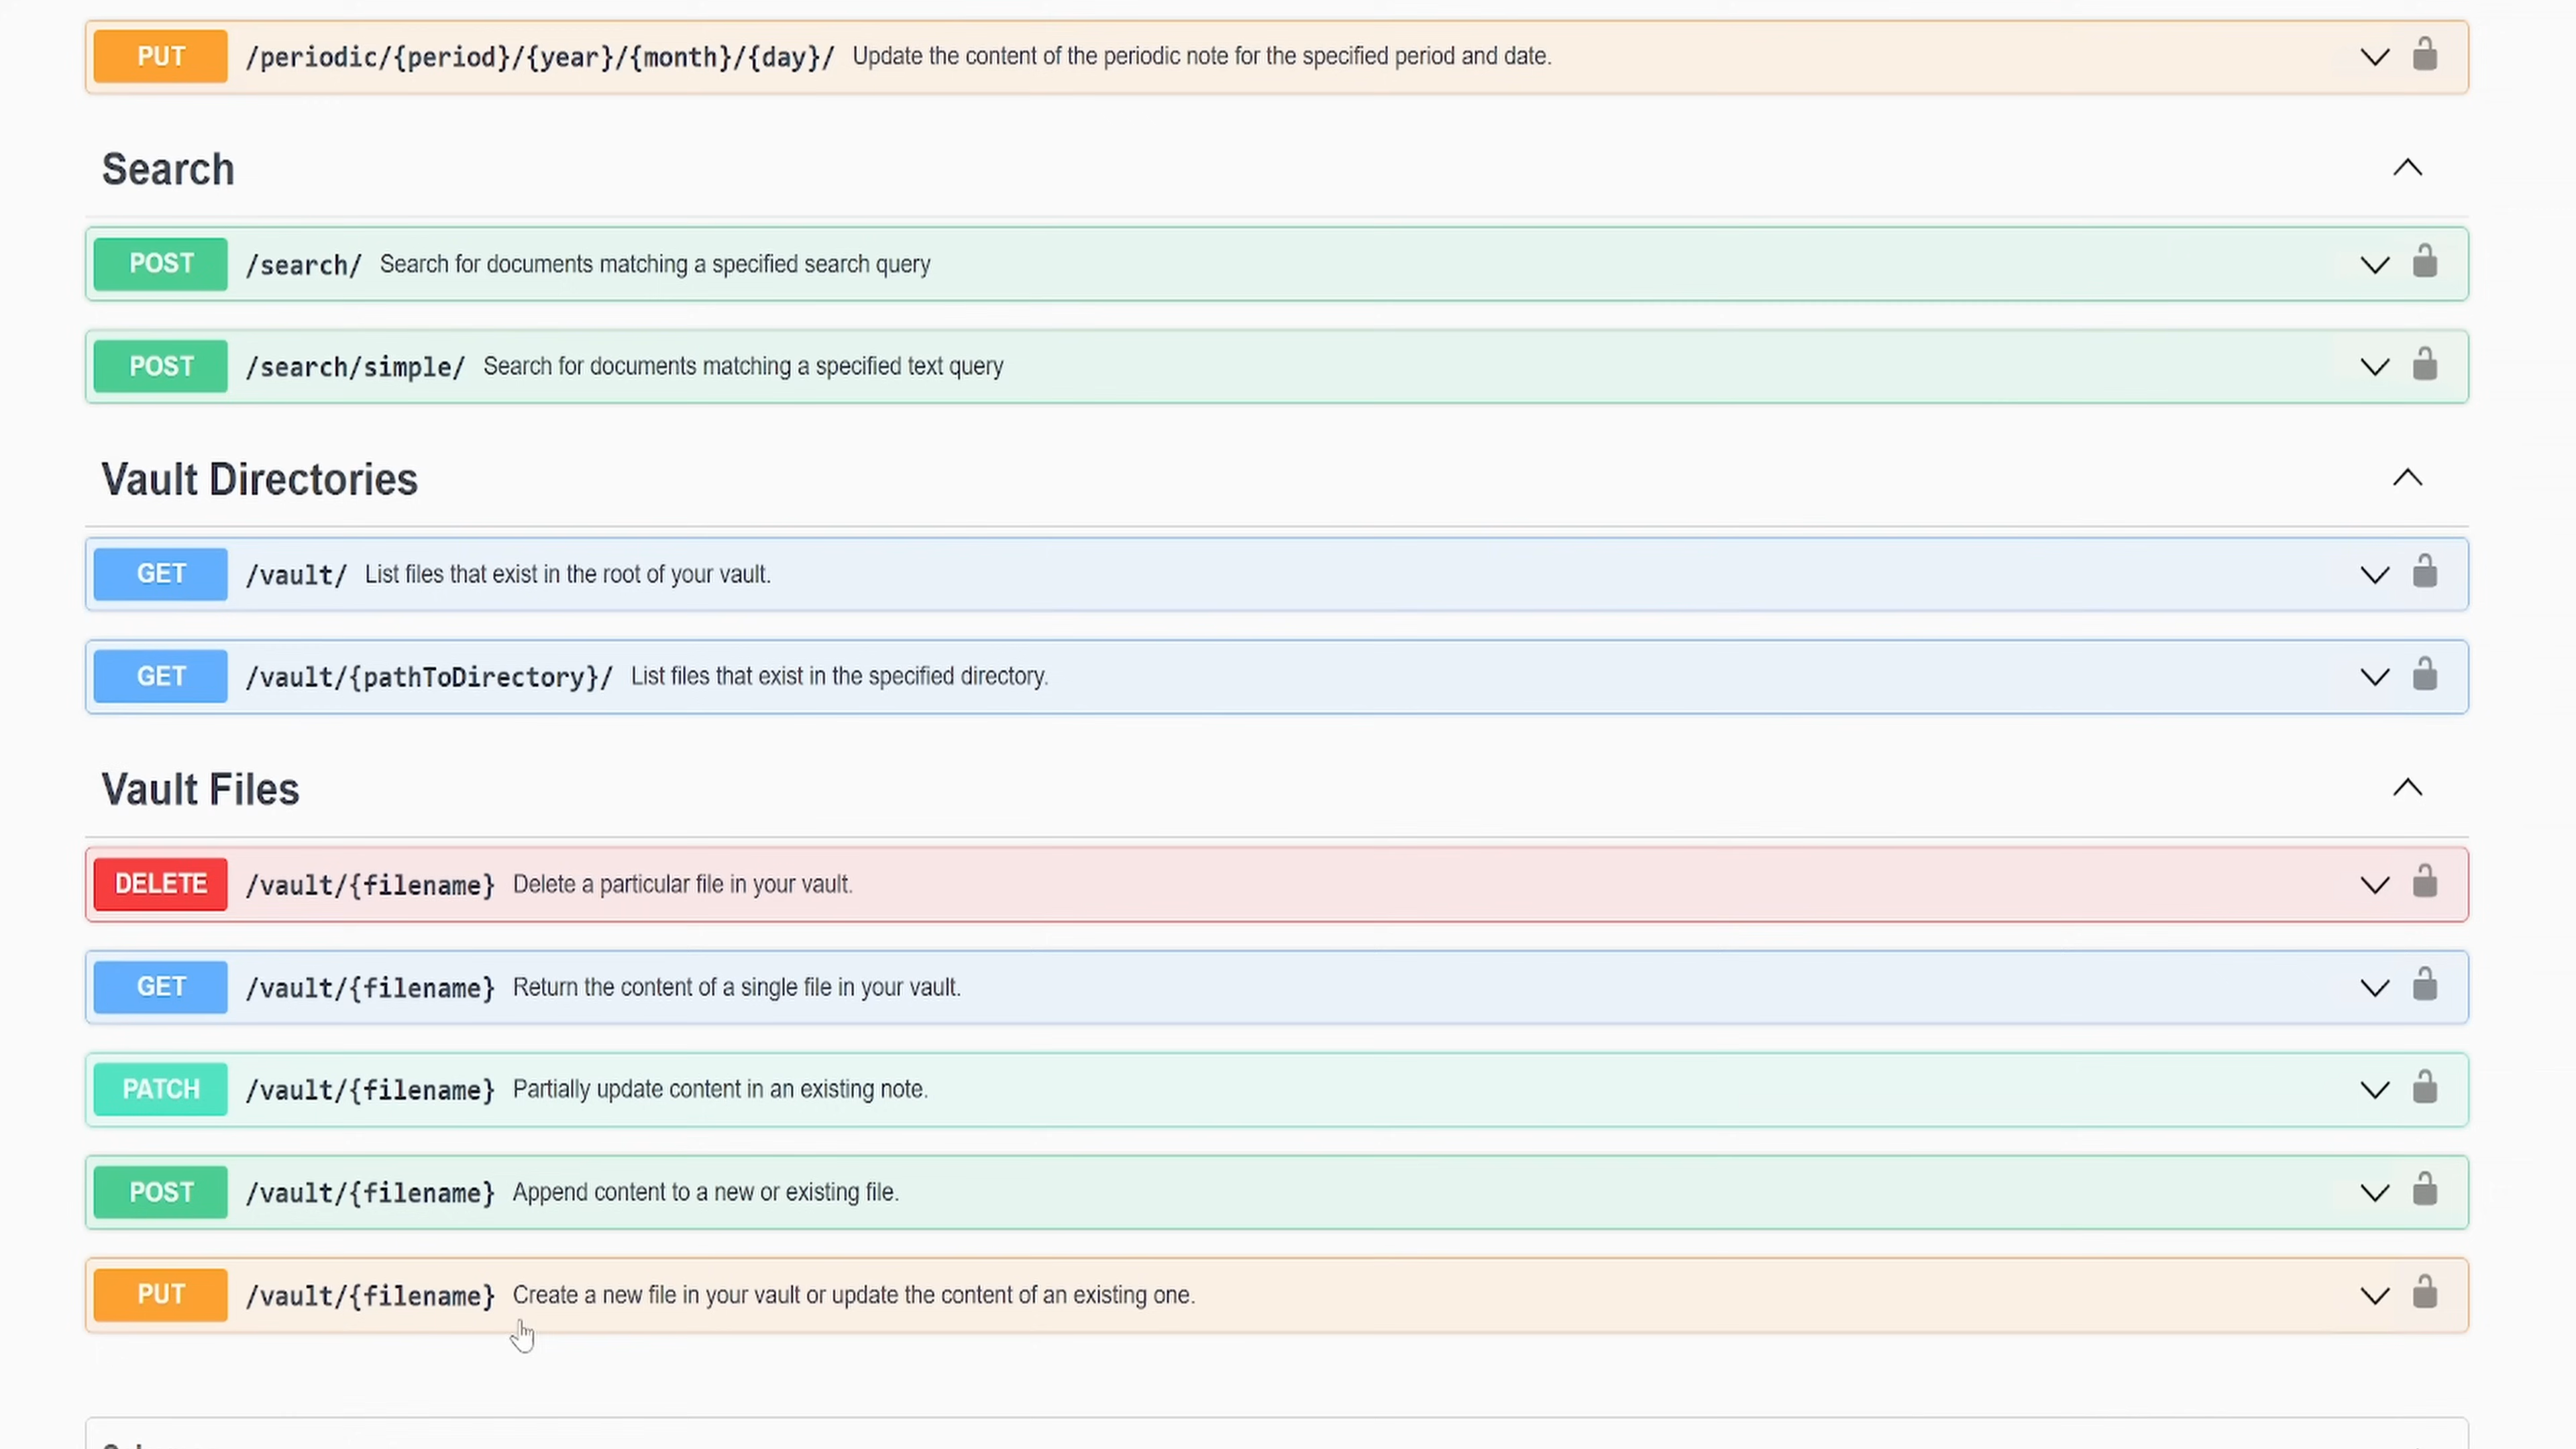 PUT /periodic/{period}/{year}/{month}/{day}/ Update the content of the periodic note for the specified period and date.
Search
POST /search/ Search for documents matching a specified search query
POST /search/simple/ Search for documents matching a specified text query
Vault Directories
GET /vault/ List files that exist in the root of your vault.
GET /vault/{pathToDirectory}/ List files that exist in the specified directory.
Vault Files
DELETE /vault/{filename} Delete a particular file in your vault.
GET /vault/{filename} Return the content of a single file in your vault.
PATCH /vault/{filename} Partially update content in an existing note.
POST /vault/{filename} Append content to a new or existing file.
PUT /vault/{filename} Create a new file in your vault or update the content of an existing one.